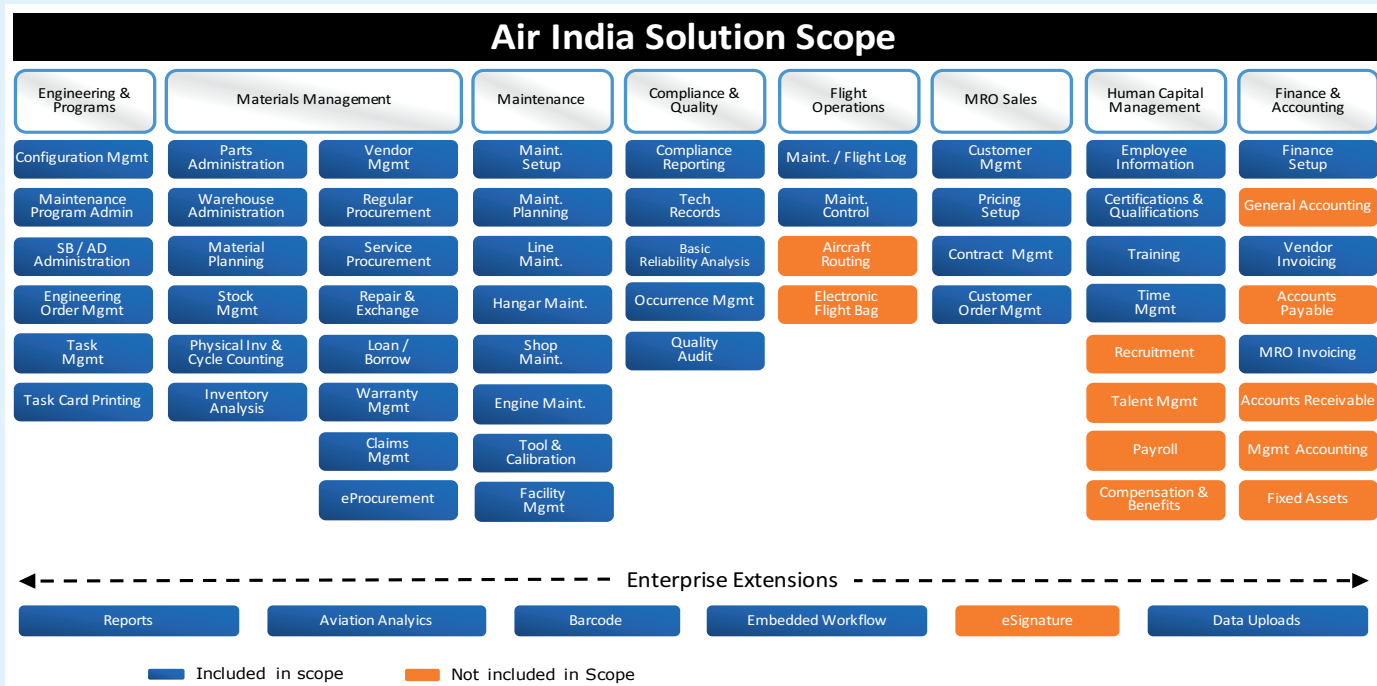 Air India Solution Scope
Engineering &
Programs
Materials Management
Maintenance
Compliance &
Quality
Flight
Operations
MRO Sales
Human Capital
Management
Finance &
Accounting
Configuration Mgmt
Maintenance
Program Admin
SB / AD
Administration
Engineering
Order Mgmt
Task
Mgmt
Task Card Printing
Parts
Administration
Warehouse
Administration
Material
Planning
Stock
Mgmt
Physical Inv &
Cycle Counting
Inventory
Analysis
Vendor
Mgmt
Regular
Procurement
Service
Procurement
Repair &
Exchange
Loan /
Borrow
Warranty
Mgmt
Claims
Mgmt
eProcurement
Maint.
Setup
Maint.
Planning
Line
Maint.
Hangar Maint.
Shop
Maint.
Engine Maint.
Tool &
Calibration
Facility
Mgmt
Compliance
Reporting
Tech
Records
Basic
Reliability Analysis
Occurrence Mgmt
Quality
Audit
Maint. / Flight Log
Maint.
Control
Aircraft
Routing
Electronic
Flight Bag
Customer
Mgmt
Pricing
Setup
Contract Mgmt
Customer
Order Mgmt
Employee
Information
Certifications &
Qualifications
Training
Time
Mgmt
Recruitment
Talent Mgmt
Payroll
Compensation &
Benefits
Finance
Setup
General Accounting
Vendor
Invoicing
Accounts
Payable
MRO Invoicing
Accounts Receivable
Mgmt Accounting
Fixed Assets
Enterprise Extensions
Reports
Aviation Analyics
Barcode
Embedded Workflow
eSignature
Data Uploads
Included in scope
Not included in Scope